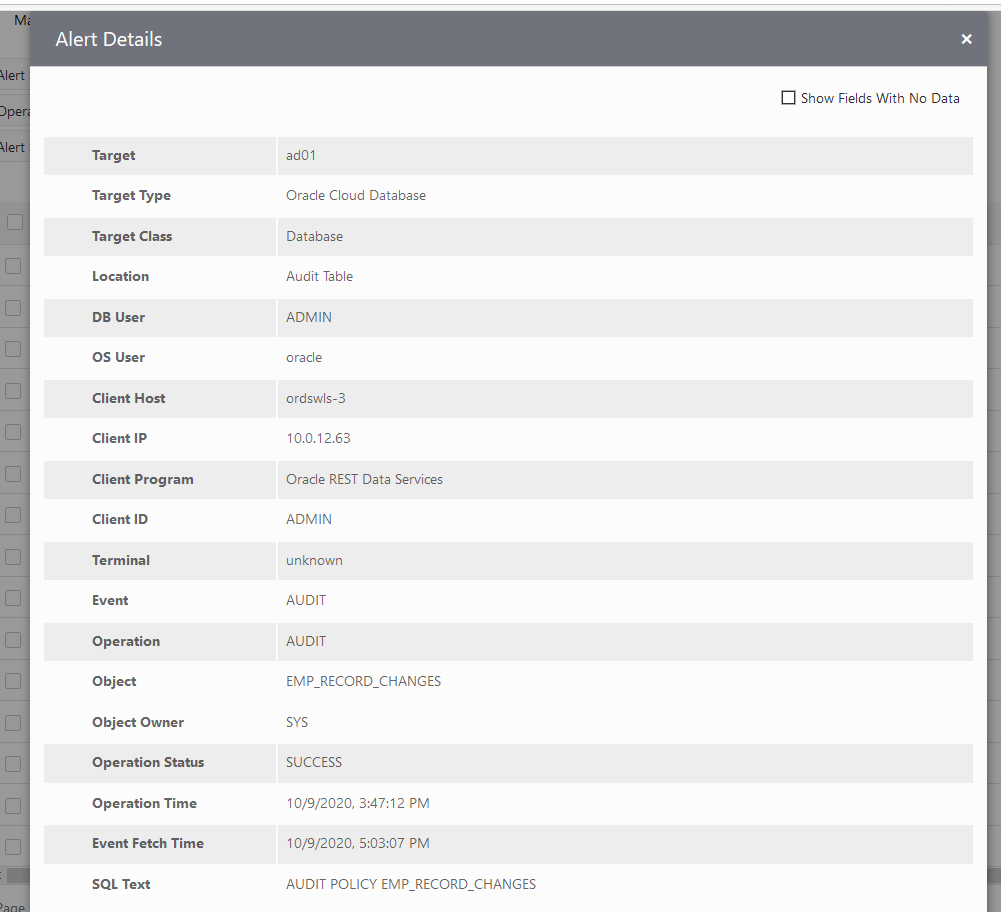 Alert Details ×
Show Fields With No Data
Alert
Alert
Target ad01
Target Type Oracle Cloud Database
Target Class Database
Location Audit Table
DB User ADMIN
OS User oracle
Client Host ordswls-3
Client IP 10.0.12.63
Client Program Oracle REST Data Services
Client ID ADMIN
Terminal unknown
Event AUDIT
Operation AUDIT
Object EMP_RECORD_CHANGES
Object Owner SYS
Operation Status SUCCESS
Operation Time 10/9/2020, 3:47:12 PM
Event Fetch Time 10/9/2020, 5:03:07 PM
SQL Text AUDIT POLICY EMP_RECORD_CHANGES
Page